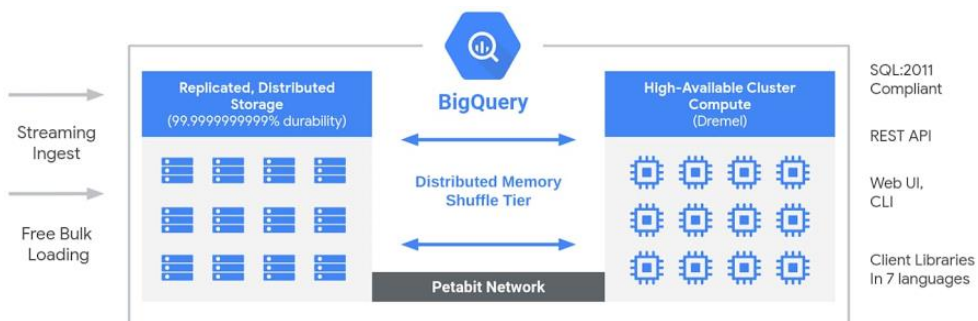 Streaming
Ingest
Free Bulk
Loading
Replicated, Distributed
Storage
(99.9999999999% durability)
BigQuery
Distributed Memory
Shuffle Tier
Petabit Network
High-Available Cluster
Compute
(Dremel)
SQL:2011
Compliant
REST API
Web UI,
CLI
Client Libraries
In 7 languages